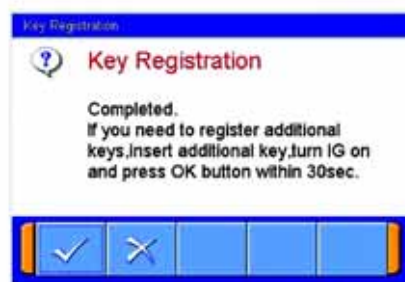 Key Registration
Key Registration
Completed.
If you need to register additional
keys,insert additional key,turn IG on
and press OK button within 30sec.